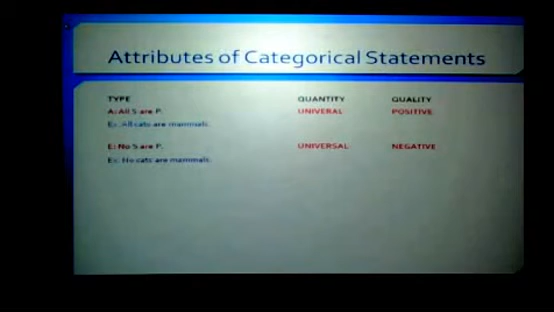 Attributes of Categorical Statements
TYPE QUANTITY QUALITY
A: All S are P. UNIVERAL POSITIVE
Ex: All cats are mammals.
E: No S are P. UNIVERSAL NEGATIVE
Ex: No cats are mammals.